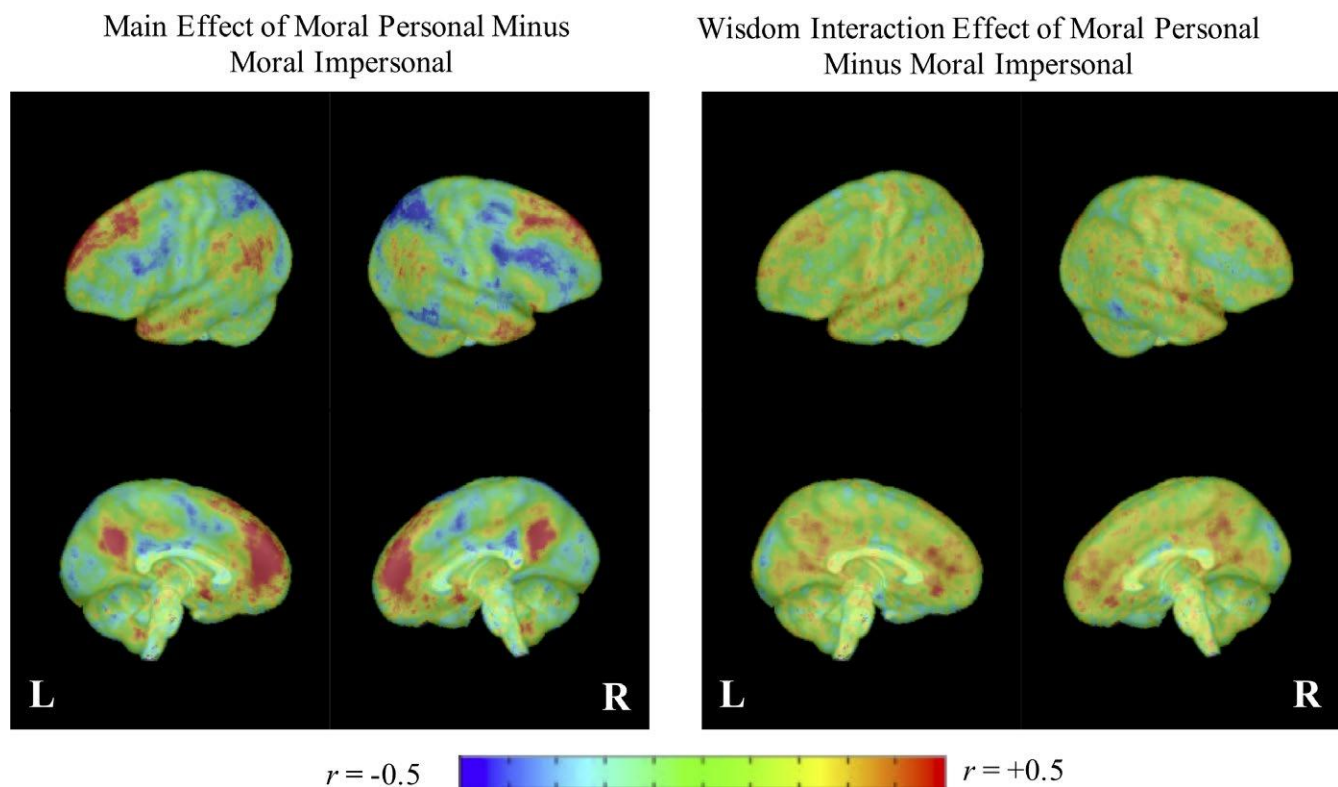 Main Effect of Moral Personal Minus
Moral Impersonal
Wisdom Interaction Effect of Moral Personal
Minus Moral Impersonal
L
R
L
R
r = -0.5
r = +0.5